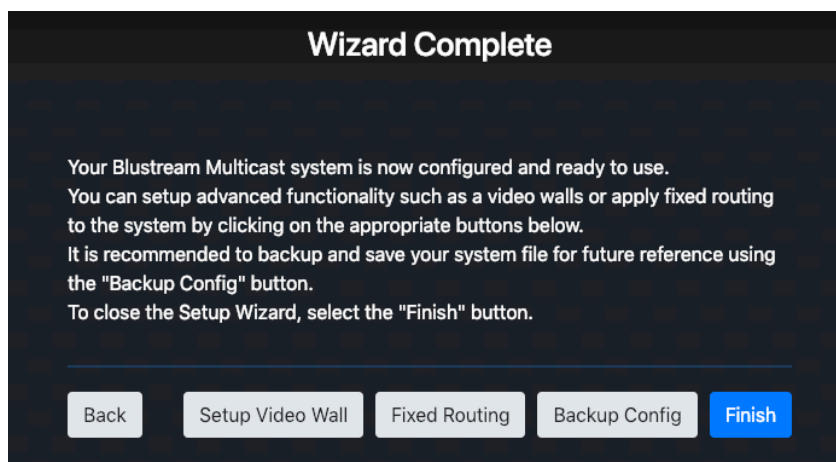 Wizard Complete
Your Blustream Multicast system is now configured and ready to use.
You can setup advanced functionality such as a video walls or apply fixed routing
to the system by clicking on the appropriate buttons below.
It is recommended to backup and save your system file for future reference using
the "Backup Config" button.
To close the Setup Wizard, select the "Finish" button.
Back Setup Video Wall Fixed Routing Backup Config Finish